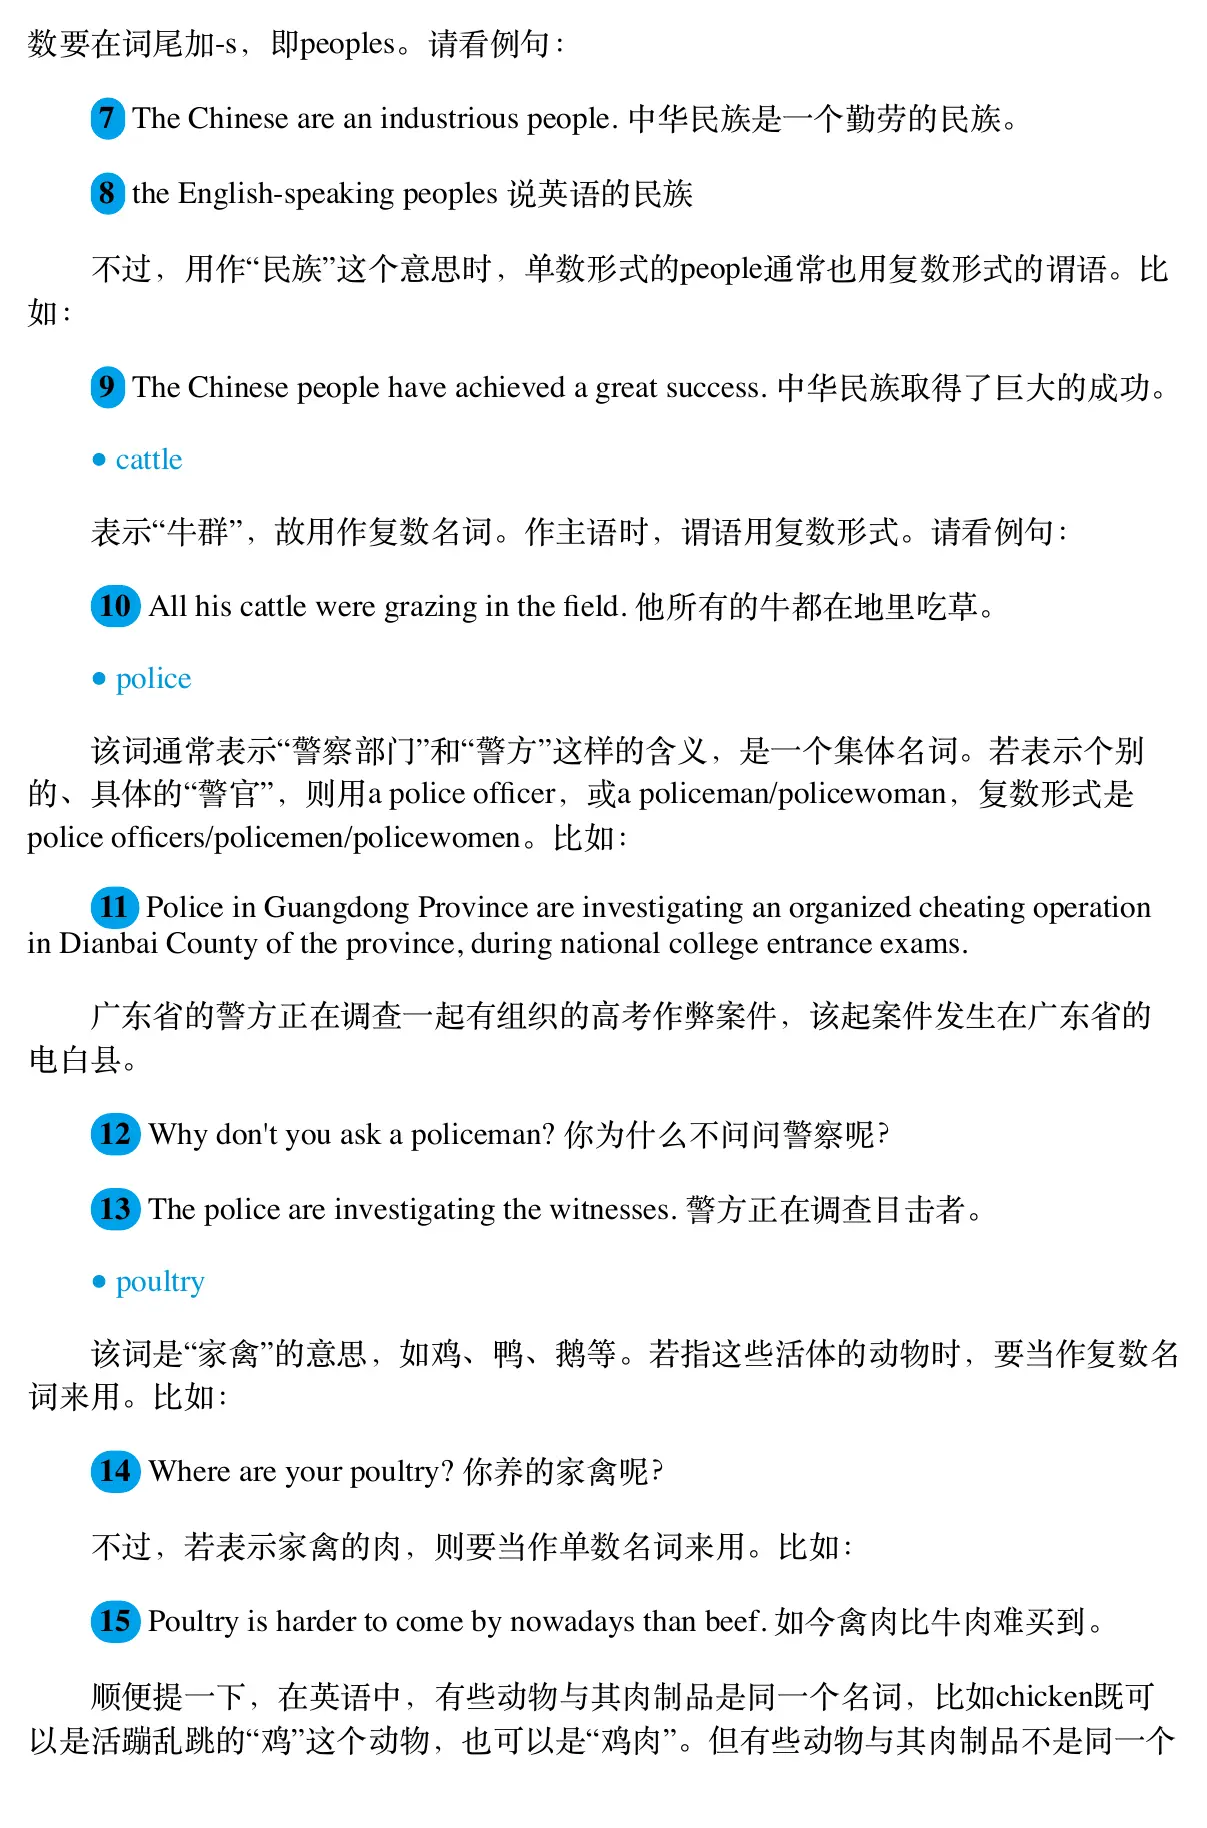 数要在词尾加-s，即peoples。请看例句：
7 The Chinese are an industrious people. 中华民族是一个勤劳的民族。
8 the English-speaking peoples 说英语的民族
不过，用作“民族”这个意思时，单数形式的people通常也用复数形式的谓语。比
如：
9 The Chinese people have achieved a great success. 中华民族取得了巨大的成功。
● cattle
表示“牛群”，故用作复数名词。作主语时，谓语用复数形式。请看例句：
10 All his cattle were grazing in the field. 他所有的牛都在地里吃草。
● police
该词通常表示“警察部门”和“警方”这样的含义，是一个集体名词。若表示个别
的、具体的“警官”，则用a police officer，或a policeman/policewoman，复数形式是
police officers/policemen/policewomen。比如：
11 Police in Guangdong Province are investigating an organized cheating operation
in Dianbai County of the province, during national college entrance exams.
广东省的警方正在调查一起有组织的高考作弊案件，该起案件发生在广东省的
电白县。
12 Why don't you ask a policeman? 你为什么不问问警察呢？
13 The police are investigating the witnesses. 警方正在调查目击者。
● poultry
该词是“家禽”的意思，如鸡、鸭、鹅等。若指这些活体的动物时，要当作复数名
词来用。比如：
14 Where are your poultry? 你养的家禽呢？
不过，若表示家禽的肉，则要当作单数名词来用。比如：
15 Poultry is harder to come by nowadays than beef. 如今禽肉比牛肉难买到。
顺便提一下，在英语中，有些动物与其肉制品是同一个名词，比如chicken既可
以是活蹦乱跳的“鸡”这个动物，也可以是“鸡肉”。但有些动物与其肉制品不是同一个